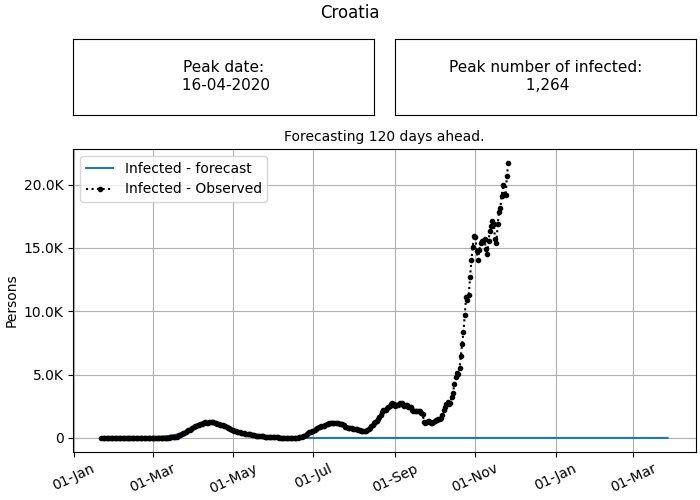 Croatia
Peak date:
16-04-2020
Peak number of infected:
1,264
Forecasting 120 days ahead.
Infected - forecast
Infected - Observed
20.0K
15.0K
10.0K
5.0K
0
Persons
01-Jan
01-Mar
01-May
01-Jul
01-Sep
01-Nov
01-Jan
01-Mar